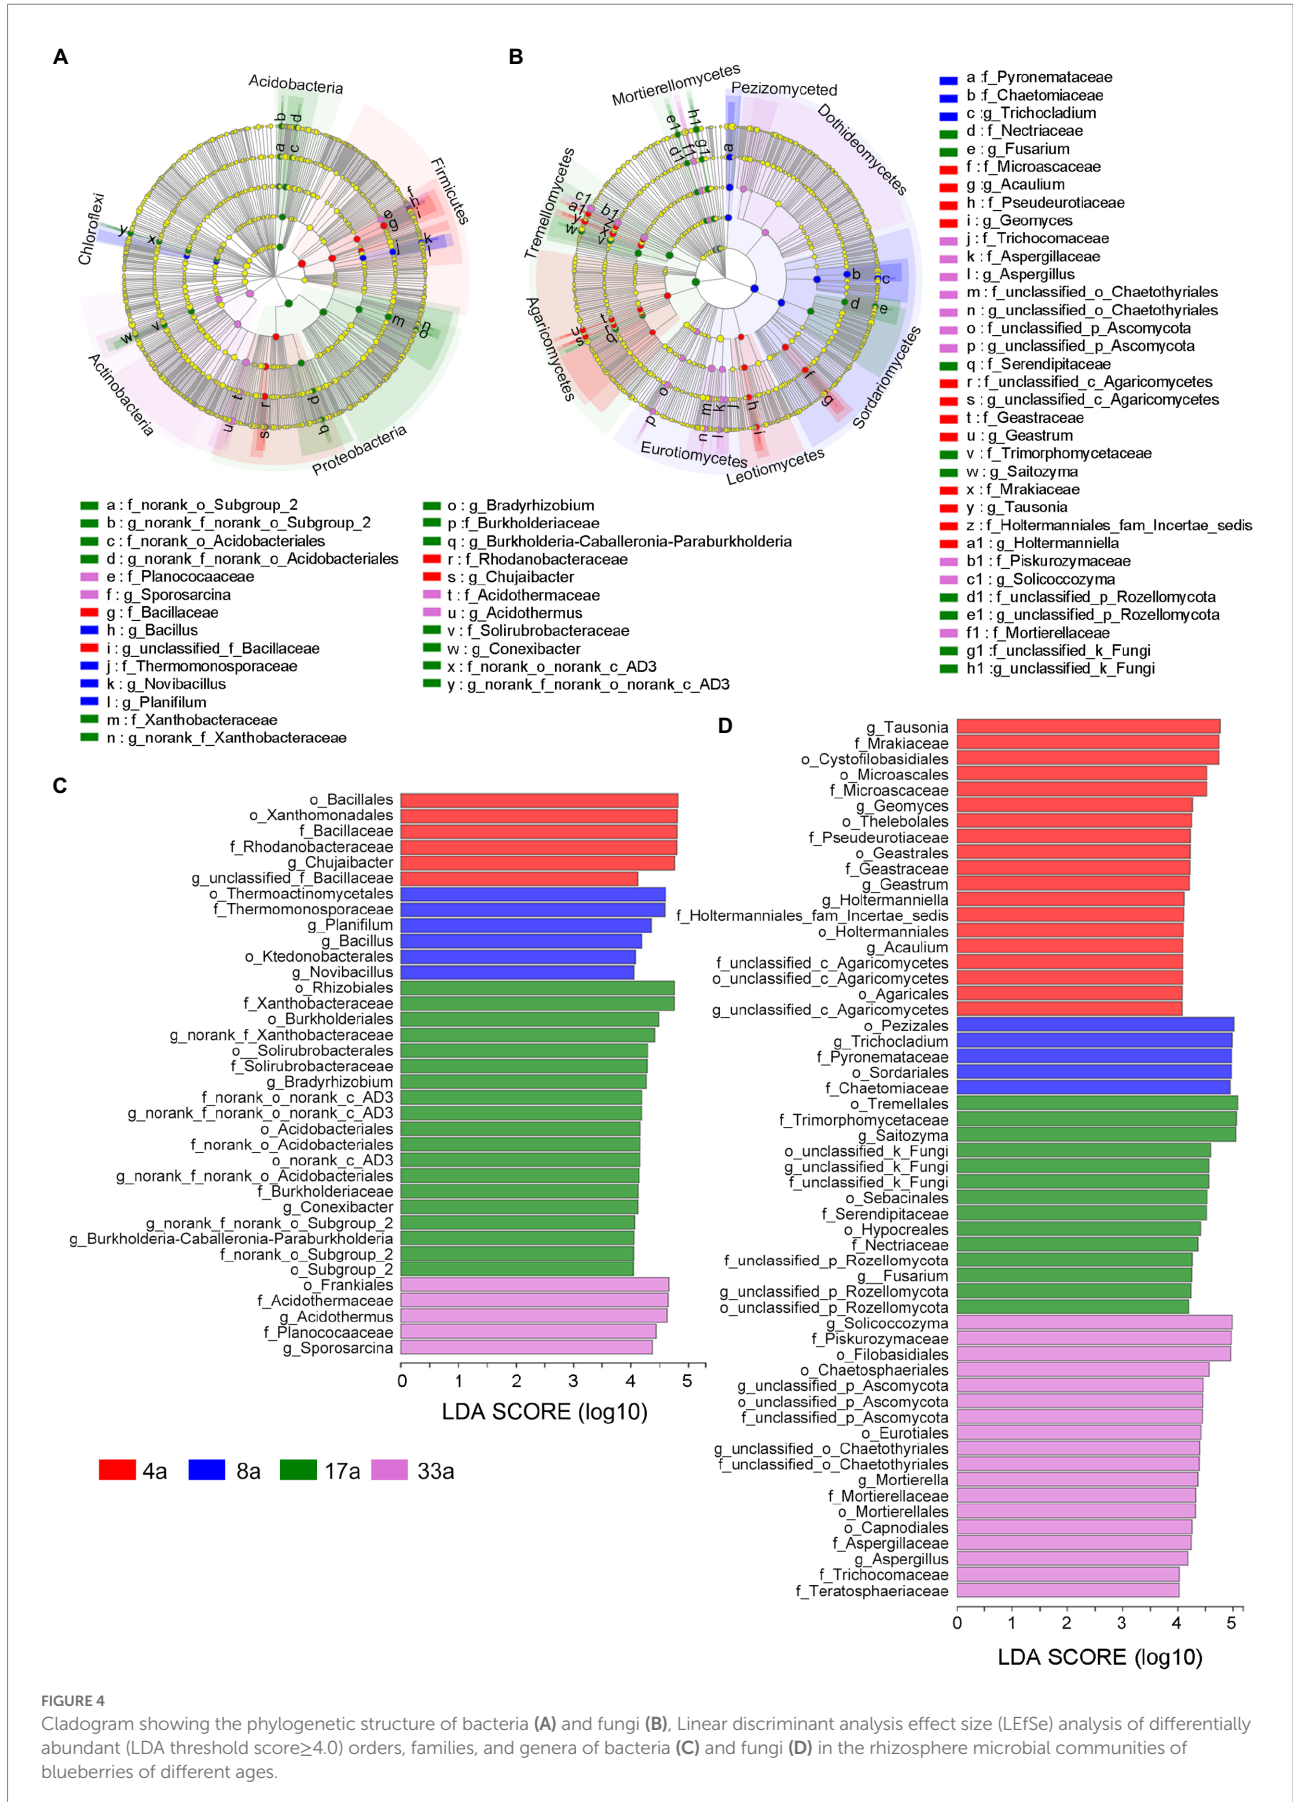 A
B
Acidobacteria
Firmicutes
Chloroflexi
Actinobacteria
Proteobacteria
b
d
a
c
f
h
i
e
g
k
j
l
y
x
m
n
o
v
w
t
r
p
u
s
q
Mortierellomycetes
Pezizomyceted
Dothideomycetes
Tremellomycetes
Agaricomycetes
Sordariomycetes
Eurotiomycetes
Leotiomycetes
e1
h1
d1
f1
g1
a
c1
a1
b1
y
z
w
x
v
b
c
d
e
u
s
t
r
q
f
g
o
p
m
k
j
h
n
l
i
a :f_Pyronemataceae
b :f_Chaetomiaceae
c :g_Trichocladium
d : f_Nectriaceae
e : g_Fusarium
f : f_Microascaceae
g :g_Acaulium
h : f_Pseudeurotiaceae
i : g_Geomyces
j : f_Trichocomaceae
k : f_Aspergillaceae
l : g_Aspergillus
m : f_unclassified_o_Chaetothyriales
n : g_unclassified_o_Chaetothyriales
o : f_unclassified_p_Ascomycota
p : g_unclassified_p_Ascomycota
q : f_Serendipitaceae
r : f_unclassified_c_Agaricomycetes
s : g_unclassified_c_Agaricomycetes
t : f_Geastraceae
u : g_Geastrum
v : f_Trimorphomycetaceae
w : g_Saitozyma
x : f_Mrakiaceae
y : g_Tausonia
z : f_Holtermanniales_fam_Incertae_sedis
a1 : g_Holtermanniella
b1 : f_Piskurozymaceae
c1 : g_Solicoccozyma
d1 : f_unclassified_p_Rozellomycota
e1 : g_unclassified_p_Rozellomycota
f1 : f_Mortierellaceae
g1 :f_unclassified_k_Fungi
h1 :g_unclassified_k_Fungi
a : f_norank_o_Subgroup_2
b : g_norank_f_norank_o_Subgroup_2
c : f_norank_o_Acidobacteriales
d : g_norank_f_norank_o_Acidobacteriales
e : f_Planococaaceae
f : g_Sporosarcina
g : f_Bacillaceae
h : g_Bacillus
i : g_unclassified_f_Bacillaceae
j : f_Thermomonosporaceae
k : g_Novibacillus
l : g_Planifilum
m : f_Xanthobacteraceae
n : g_norank_f_Xanthobacteraceae
o : g_Bradyrhizobium
p : f_Burkholderiaceae
q : g_Burkholderia-Caballeronia-Paraburkholderia
r : f_Rhodanobacteraceae
s : g_Chujaibacter
t : f_Acidothermaceae
u : g_Acidothermus
v : f_Solirubrobacteraceae
w : g_Conexibacter
x : f_norank_o_norank_c_AD3
y : g_norank_f_norank_o_norank_c_AD3
C
o_Bacillales
o_Xanthomonadales
f_Bacillaceae
f_Rhodanobacteraceae
g_Chujaibacter
g_unclassified_f_Bacillaceae
o_Thermoactinomycetales
f_Thermomonosporaceae
g_Planifilum
g_Bacillus
o_Ktedonobacterales
g_Novibacillus
o_Rhizobiales
f_Xanthobacteraceae
o_Burkholderiales
g_norank_f_Xanthobacteraceae
o__Solirubrobacterales
f_Solirubrobacteraceae
g_Bradyrhizobium
f_norank_o_norank_c_AD3
g_norank_f_norank_o_norank_c_AD3
o_Acidobacteriales
f_norank_o_Acidobacteriales
o_norank_c_AD3
g_norank_f_norank_o_Acidobacteriales
f_Burkholderiaceae
g_Conexibacter
g_norank_f_norank_o_Subgroup_2
g_Burkholderia-Caballeronia-Paraburkholderia
f_norank_o_Subgroup_2
o_Subgroup_2
o_Frankiales
f_Acidothermaceae
g_Acidothermus
f_Planococaaceae
g_Sporosarcina
0 1 2 3 4 5
LDA SCORE (log10)
4a 8a 17a 33a
D
g_Tausonia
f_Mrakiaceae
o_Cystofilobasidiales
o_Microascales
f_Microascaceae
g_Geomyces
o_Thelebolales
f_Pseudeurotiaceae
o_Geastrales
f_Geastraceae
g_Geastrum
g_Holtermanniella
f_Holtermanniales_fam_Incertae_sedis
o_Holtermanniales
g_Acaulium
f_unclassified_c_Agaricomycetes
o_unclassified_c_Agaricomycetes
o_Agaricales
g_unclassified_c_Agaricomycetes
o_Pezizales
g_Trichocladium
f_Pyronemataceae
o_Sordariales
f_Chaetomiaceae
o_Tremellales
f_Trimorphomycetaceae
g_Saitozyma
o_unclassified_k_Fungi
g_unclassified_k_Fungi
f_unclassified_k_Fungi
o_Sebacinales
f_Serendipitaceae
o_Hypocreales
f_Nectriaceae
f_unclassified_p_Rozellomycota
g__Fusarium
g_unclassified_p_Rozellomycota
o_unclassified_p_Rozellomycota
g_Solicoccozyma
f_Piskurozymaceae
o_Filobasidiales
o_Chaetosphaeriales
g_unclassified_p_Ascomycota
o_unclassified_p_Ascomycota
f_unclassified_p_Ascomycota
o_Eurotiales
g_unclassified_o_Chaetothyriales
f_unclassified_o_Chaetothyriales
g_Mortierella
f_Mortierellaceae
o_Mortierellales
o_Capnodiales
f_Aspergillaceae
g_Aspergillus
f_Trichocomaceae
f_Teratosphaeriaceae
0 1 2 3 4 5
LDA SCORE (log10)
FIGURE 4
Cladogram showing the phylogenetic structure of bacteria (A) and fungi (B), Linear discriminant analysis effect size (LEfSe) analysis of differentially
abundant (LDA threshold score≥4.0) orders, families, and genera of bacteria (C) and fungi (D) in the rhizosphere microbial communities of
blueberries of different ages.